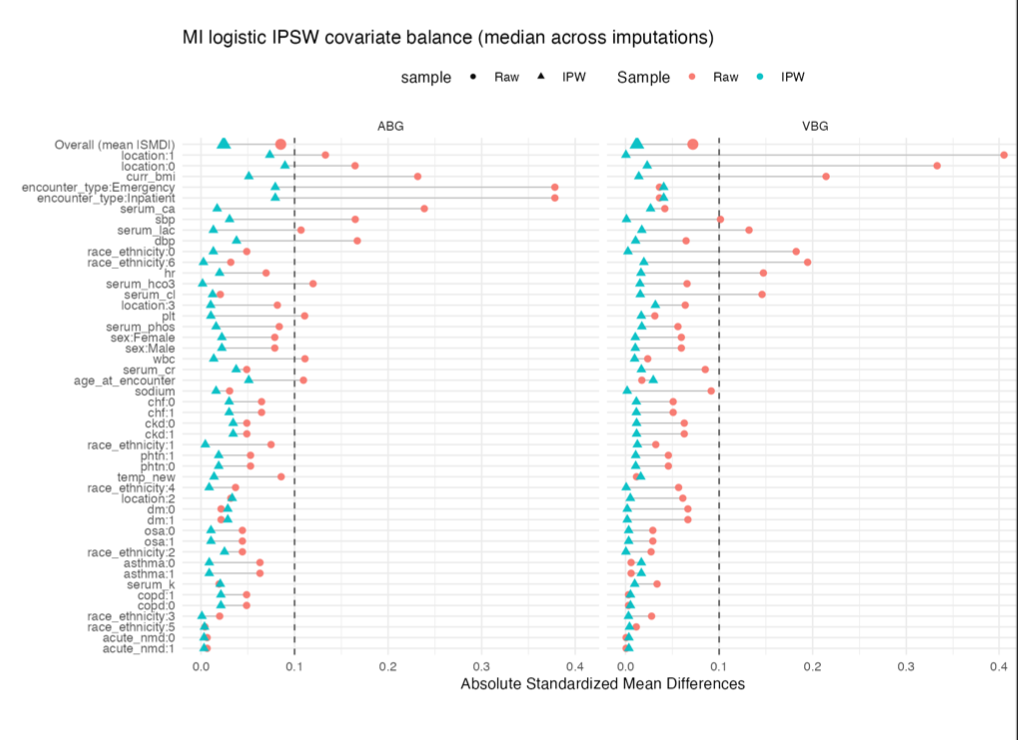 MI logistic IPSW covariate balance (median across imputations)
sample Raw IPW Sample Raw IPW
ABG VBG
Overall (mean |SMD|)
location:1
location:0
curr_bmi
encounter_type:Emergency
encounter_type:Inpatient
serum_ca
sbp
serum_lac
dbp
race_ethnicity:0
race_ethnicity:6
hr
serum_hco3
serum_cl
location:3
plt
serum_phos
sex:Female
sex:Male
wbc
serum_cr
age_at_encounter
sodium
chf:0
chf:1
ckd:0
ckd:1
race_ethnicity:1
phtn:1
phtn:0
temp_new
race_ethnicity:4
location:2
dm:0
dm:1
osa:0
osa:1
race_ethnicity:2
asthma:0
asthma:1
serum_k
copd:1
copd:0
race_ethnicity:3
race_ethnicity:5
acute_nmd:0
acute_nmd:1
0.0 0.1 0.2 0.3 0.4 0.0 0.1 0.2 0.3 0.4
Absolute Standardized Mean Differences